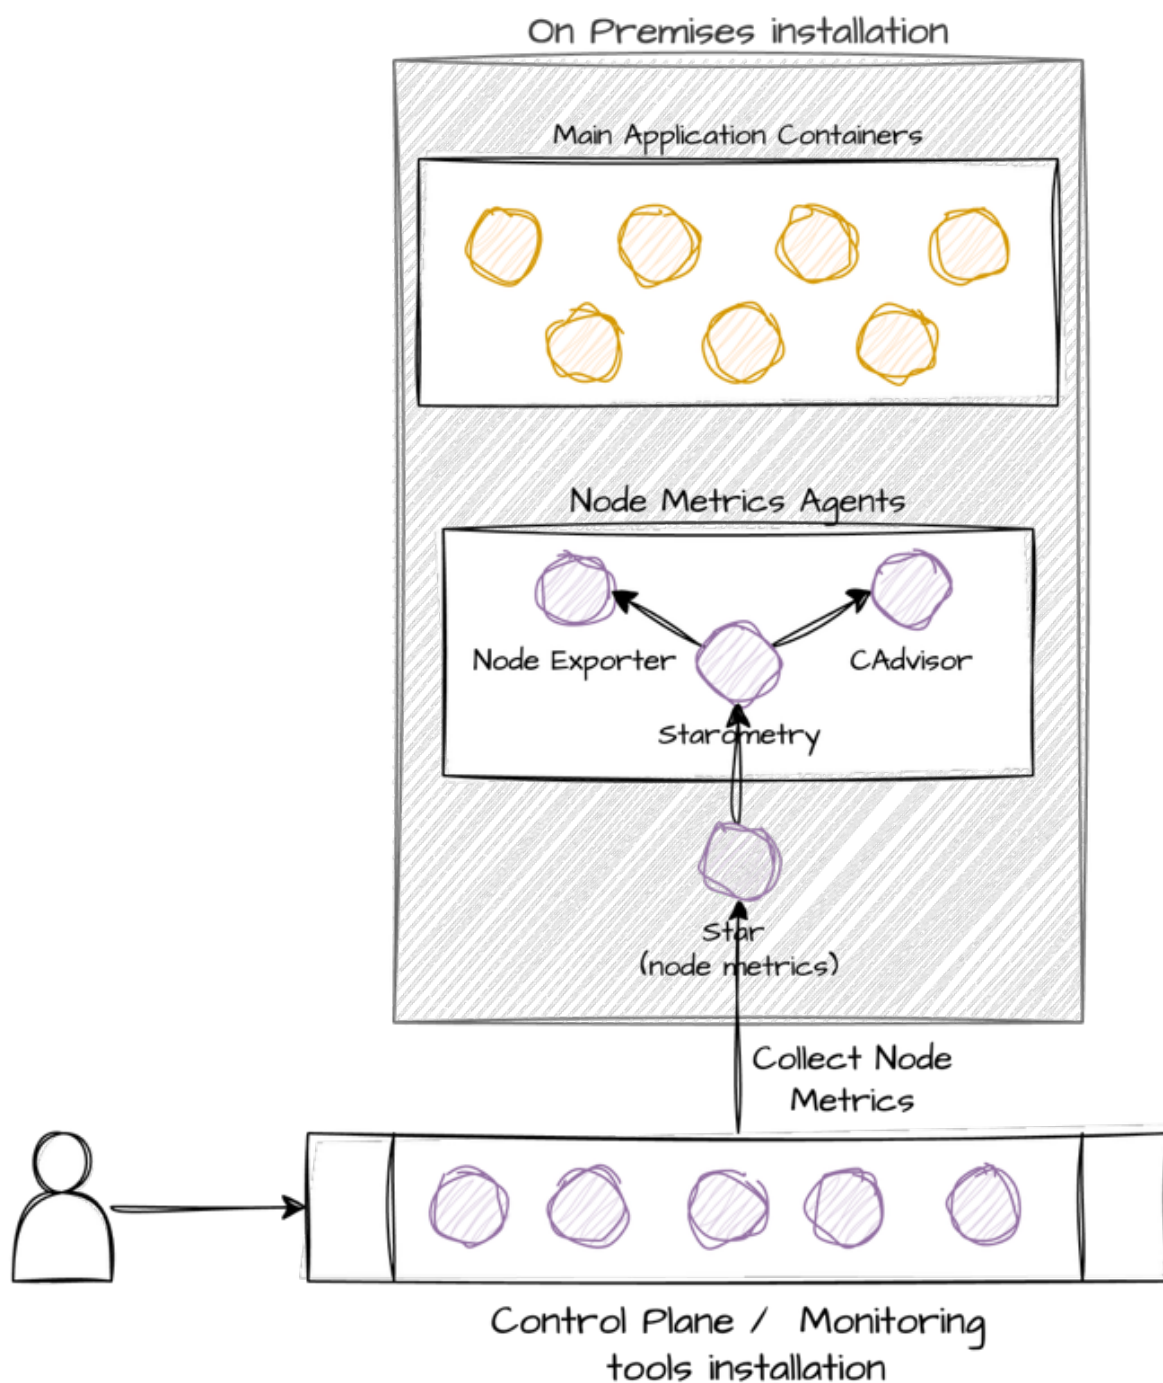 On Premises installation
Main Application Containers
Node Metrics Agents
Node Exporter
CAdvisor
Starometry
Star
(node metrics)
Collect Node
Metrics
Control Plane / Monitoring
tools installation